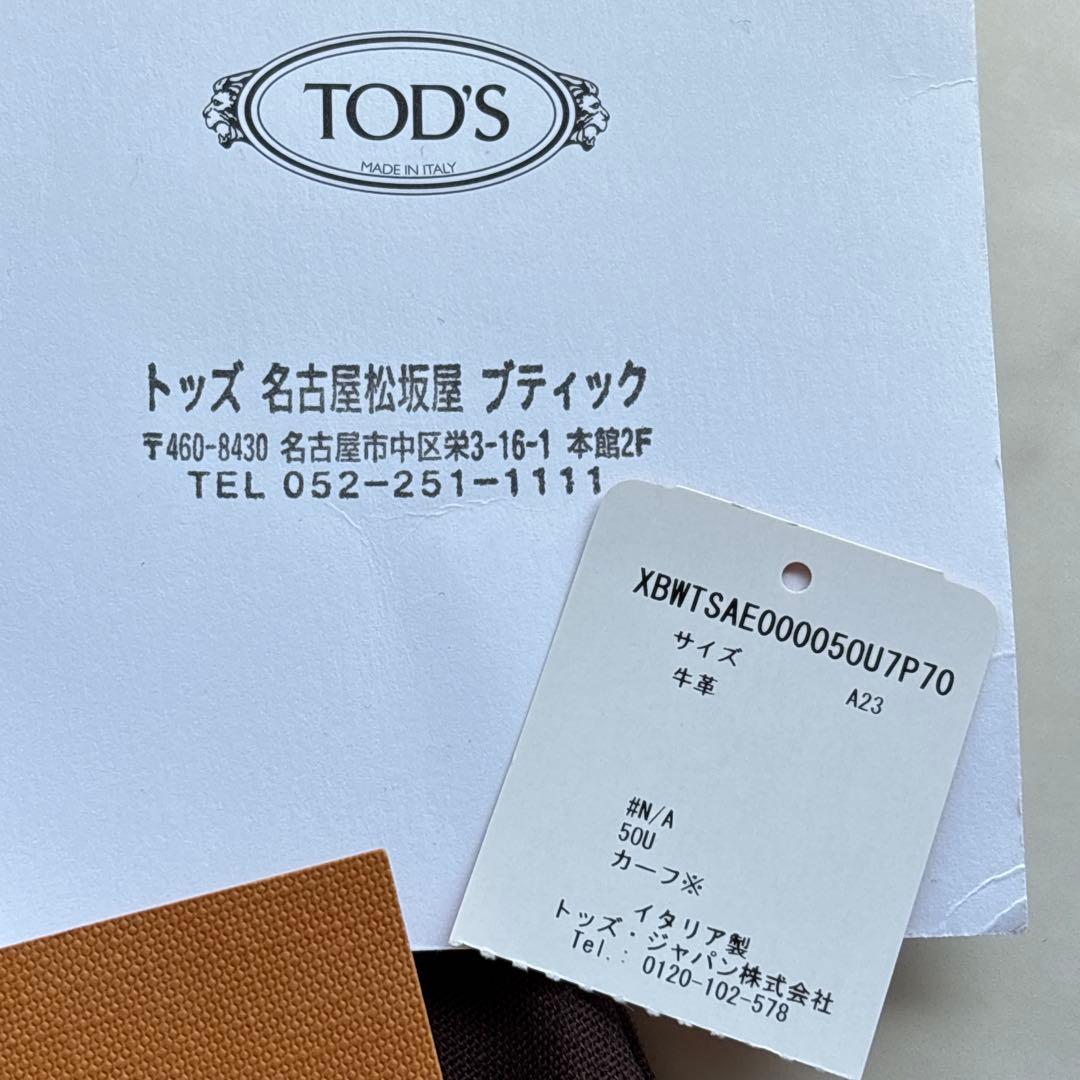 TOD'S
MADE IN ITALY
トッズ 名古屋松坂屋 ブティック
〒460-8430 名古屋市中区栄3-16-1 本館2F
TEL 052-251-1111
XBWTSAE000050U7P70
サイズ
牛革 A23
#N/A
50U
カーフ※
イタリア製
トッズ・ジャパン株式会社
Tel.: 0120-102-578